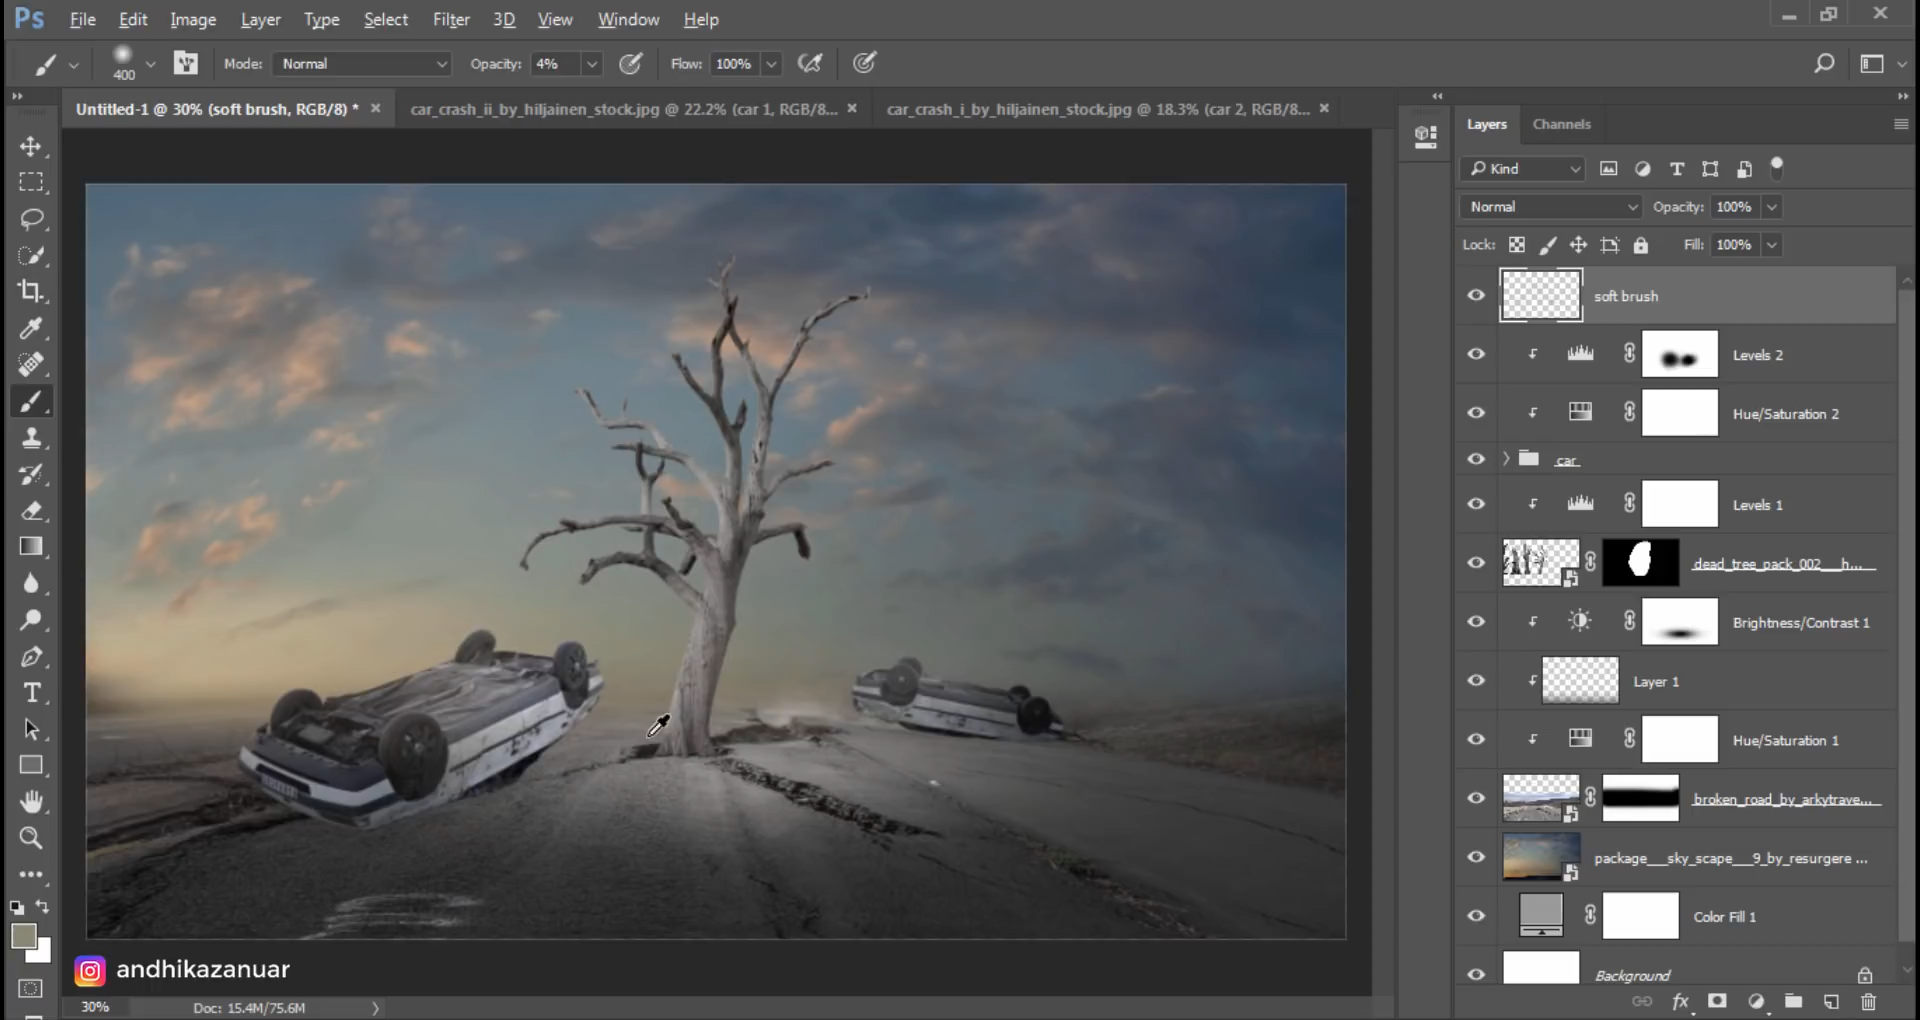 Ps File Edit Image Layer Type Select Filter 3D View Window Help
400 Mode: Normal Opacity: 4% Flow: 100%
Untitled-1 @ 30% (soft brush, RGB/8) * car_crash_ii_by_hiljainen_stock.jpg @ 22.2% (car 1, RGB/8... car_crash_i_by_hiljainen_stock.jpg @ 18.3% (car 2, RGB/8...
Layers Channels
Kind
Normal Opacity: 100%
Lock: Fill: 100%
soft brush
Levels 2
Hue/Saturation 2
car
Levels 1
dead_tree_pack_002___h...
Brightness/Contrast 1
Layer 1
Hue/Saturation 1
broken_road_by_arkytrave...
package___sky_scape___9_by_resurgere ...
Color Fill 1
Background
andhikazanuar
30% Doc: 15.4M/75.6M
fx